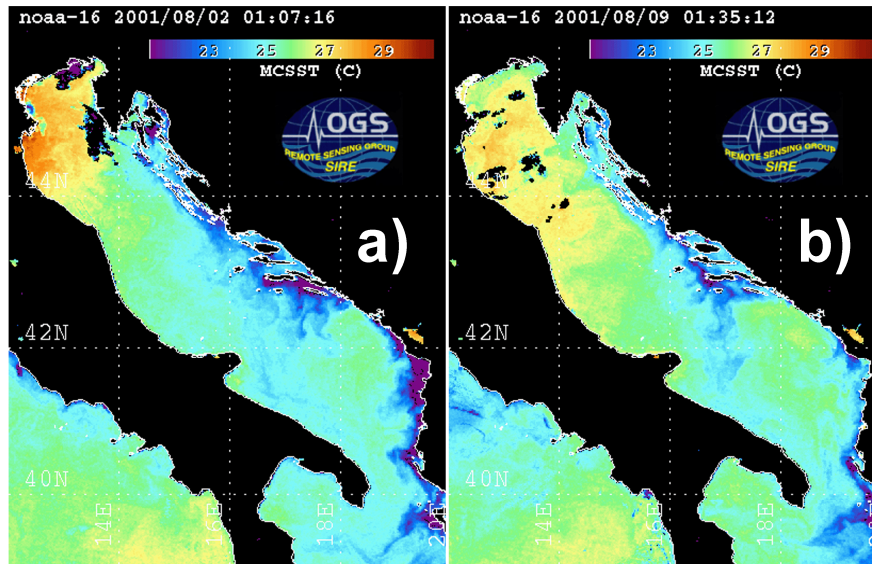 noaa-16 2001/08/02 01:07:16
23 25 27 29
MCSST (C)
OGS
REMOTE SENSING GROUP
SIRE
44N
a)
42N
40N
14E
16E
18E
20E
noaa-16 2001/08/09 01:35:12
23 25 27 29
MCSST (C)
OGS
REMOTE SENSING GROUP
SIRE
44N
b)
42N
40N
14E
16E
18E